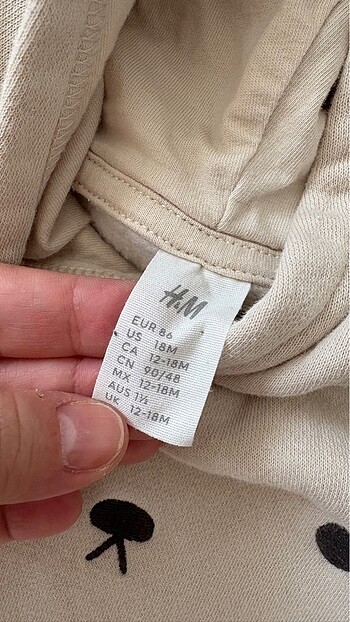 H&M
EUR 86
US 18M
CA 12-18M
CN 90/48
MX 12-18M
AUS 1½
UK 12-18M